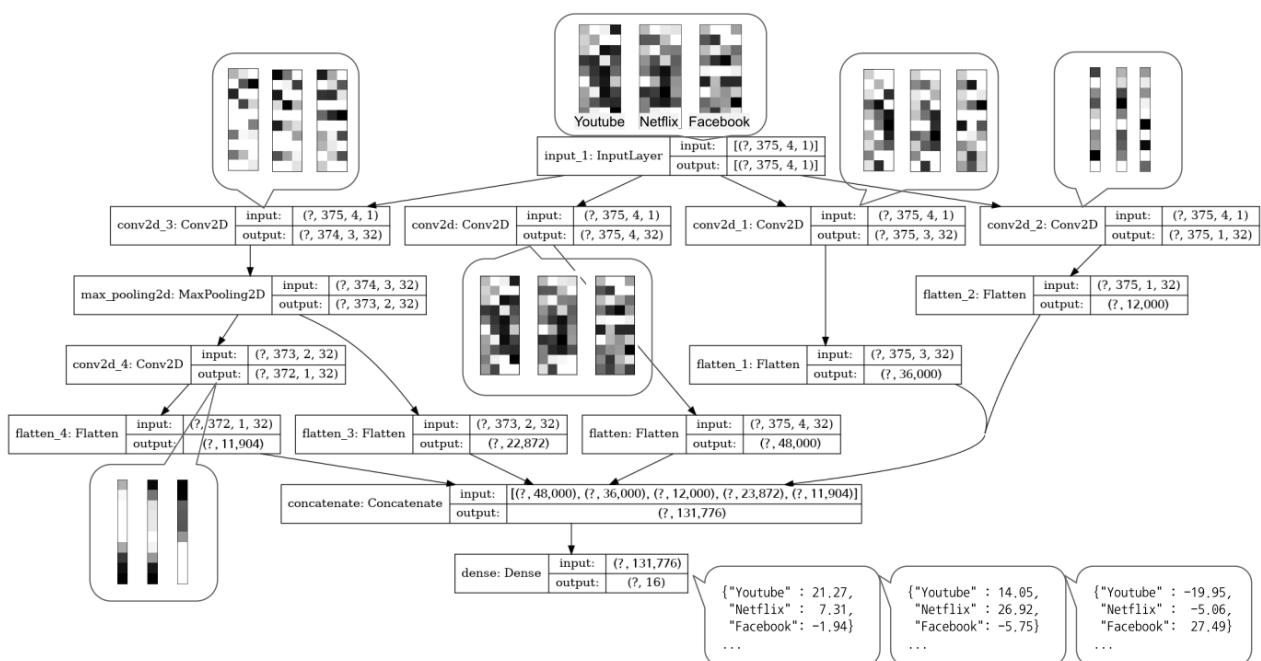 Youtube Netflix Facebook
input_1: InputLayer
input: [(?, 375, 4, 1)]
output: [(?, 375, 4, 1)]
conv2d_3: Conv2D
input: (?, 375, 4, 1)
output: (?, 374, 3, 32)
conv2d: Conv2D
input: (?, 375, 4, 1)
output: (?, 375, 4, 32)
conv2d_1: Conv2D
input: (?, 375, 4, 1)
output: (?, 375, 3, 32)
conv2d_2: Conv2D
input: (?, 375, 4, 1)
output: (?, 375, 1, 32)
max_pooling2d: MaxPooling2D
input: (?, 374, 3, 32)
output: (?, 373, 2, 32)
flatten_2: Flatten
input: (?, 375, 1, 32)
output: (?, 12,000)
conv2d_4: Conv2D
input: (?, 373, 2, 32)
output: (?, 372, 1, 32)
flatten_1: Flatten
input: (?, 375, 3, 32)
output: (?, 36,000)
flatten_4: Flatten
input: (?, 372, 1, 32)
output: (?, 11,904)
flatten_3: Flatten
input: (?, 373, 2, 32)
output: (?, 22,872)
flatten: Flatten
input: (?, 375, 4, 32)
output: (?, 48,000)
concatenate: Concatenate
input: [(?, 48,000), (?, 36,000), (?, 12,000), (?, 23,872), (?, 11,904)]
output: (?, 131,776)
dense: Dense
input: (?, 131,776)
output: (?, 16)
{"Youtube" : 21.27,
"Netflix" : 7.31,
"Facebook": −1.94}
...
{"Youtube" : 14.05,
"Netflix" : 26.92,
"Facebook": −5.75}
...
{"Youtube" : −19.95,
"Netflix" : −5.06,
"Facebook": 27.49}
...